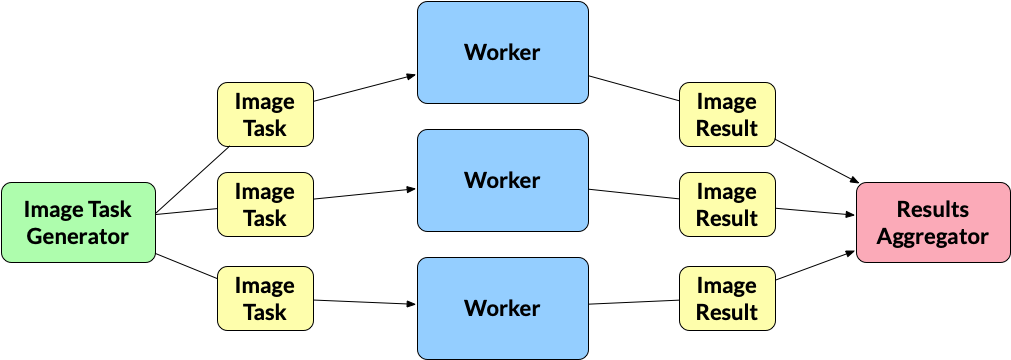 Image Task
Generator
Image
Task
Image
Task
Image
Task
Worker
Worker
Worker
Image
Result
Image
Result
Image
Result
Results
Aggregator